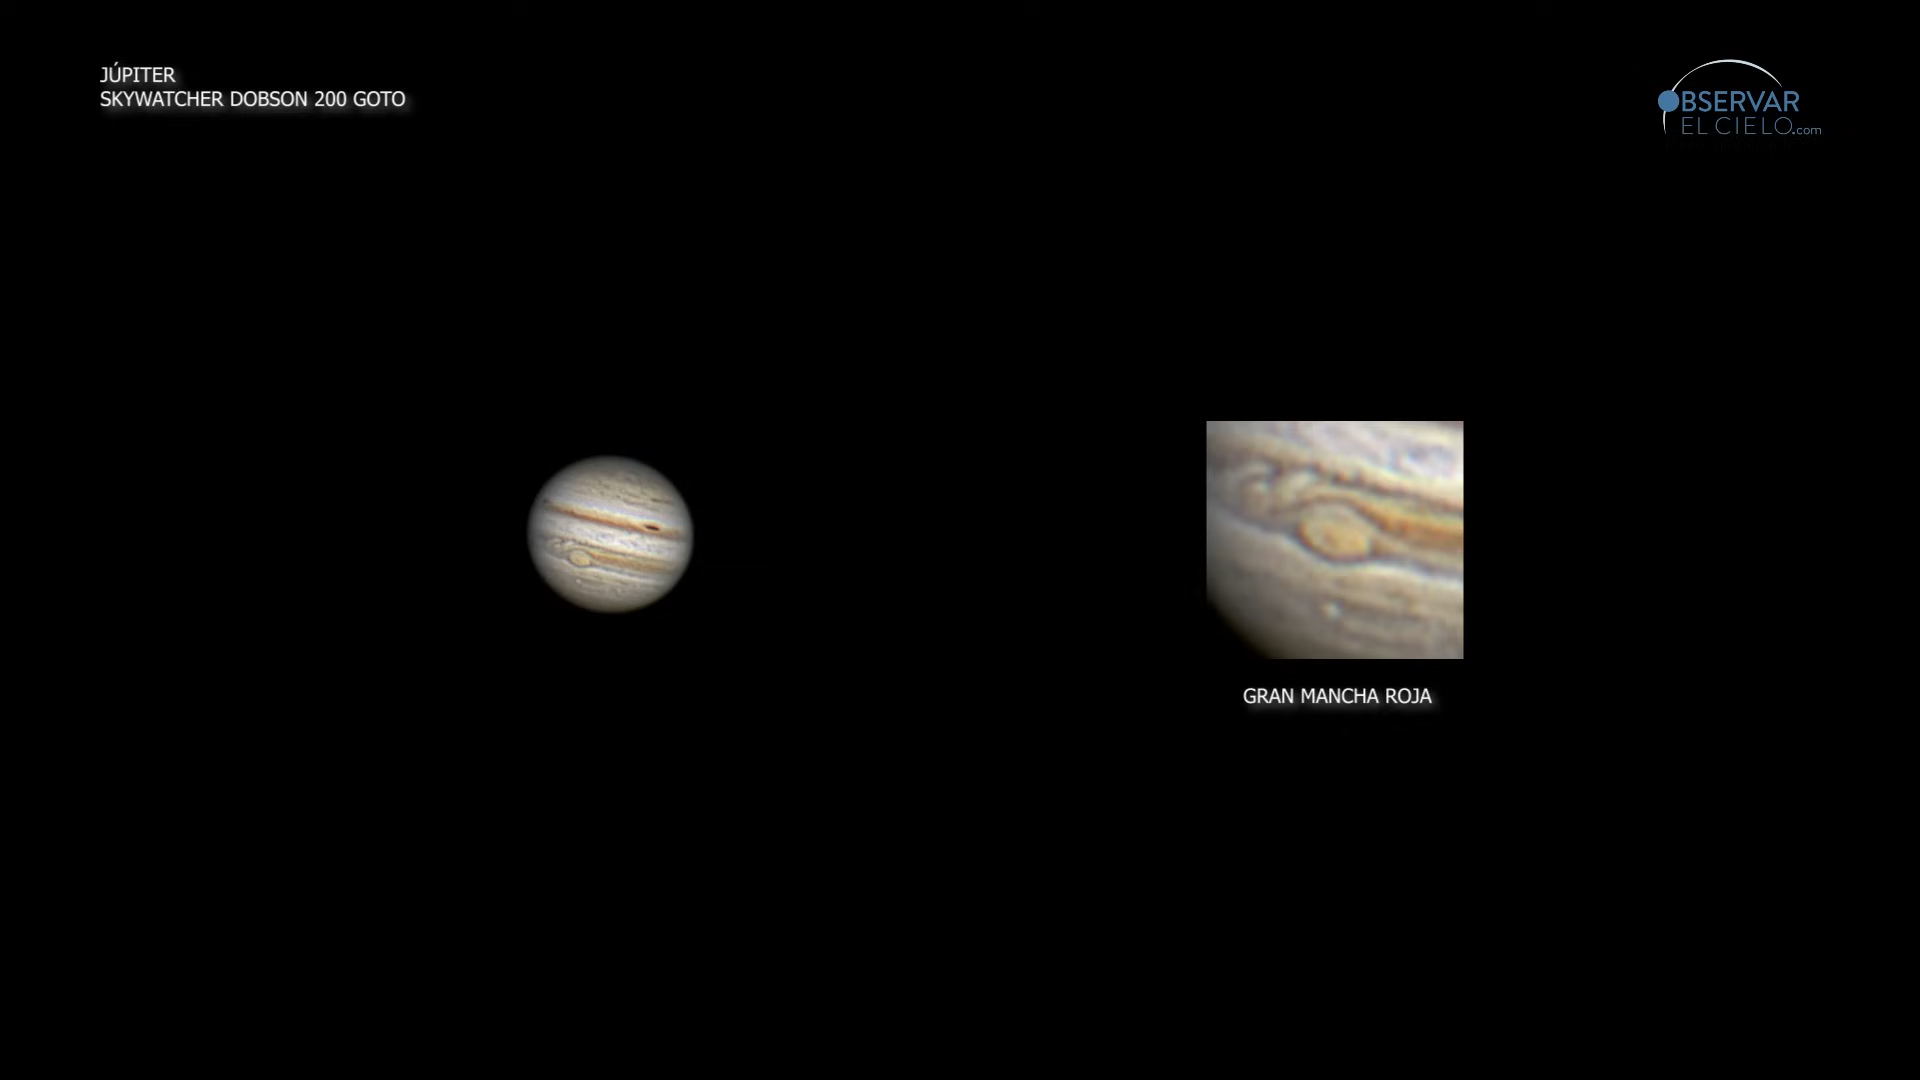 JÚPITER
SKYWATCHER DOBSON 200 GOTO
OBSERVAR
EL CIELO.com
GRAN MANCHA ROJA